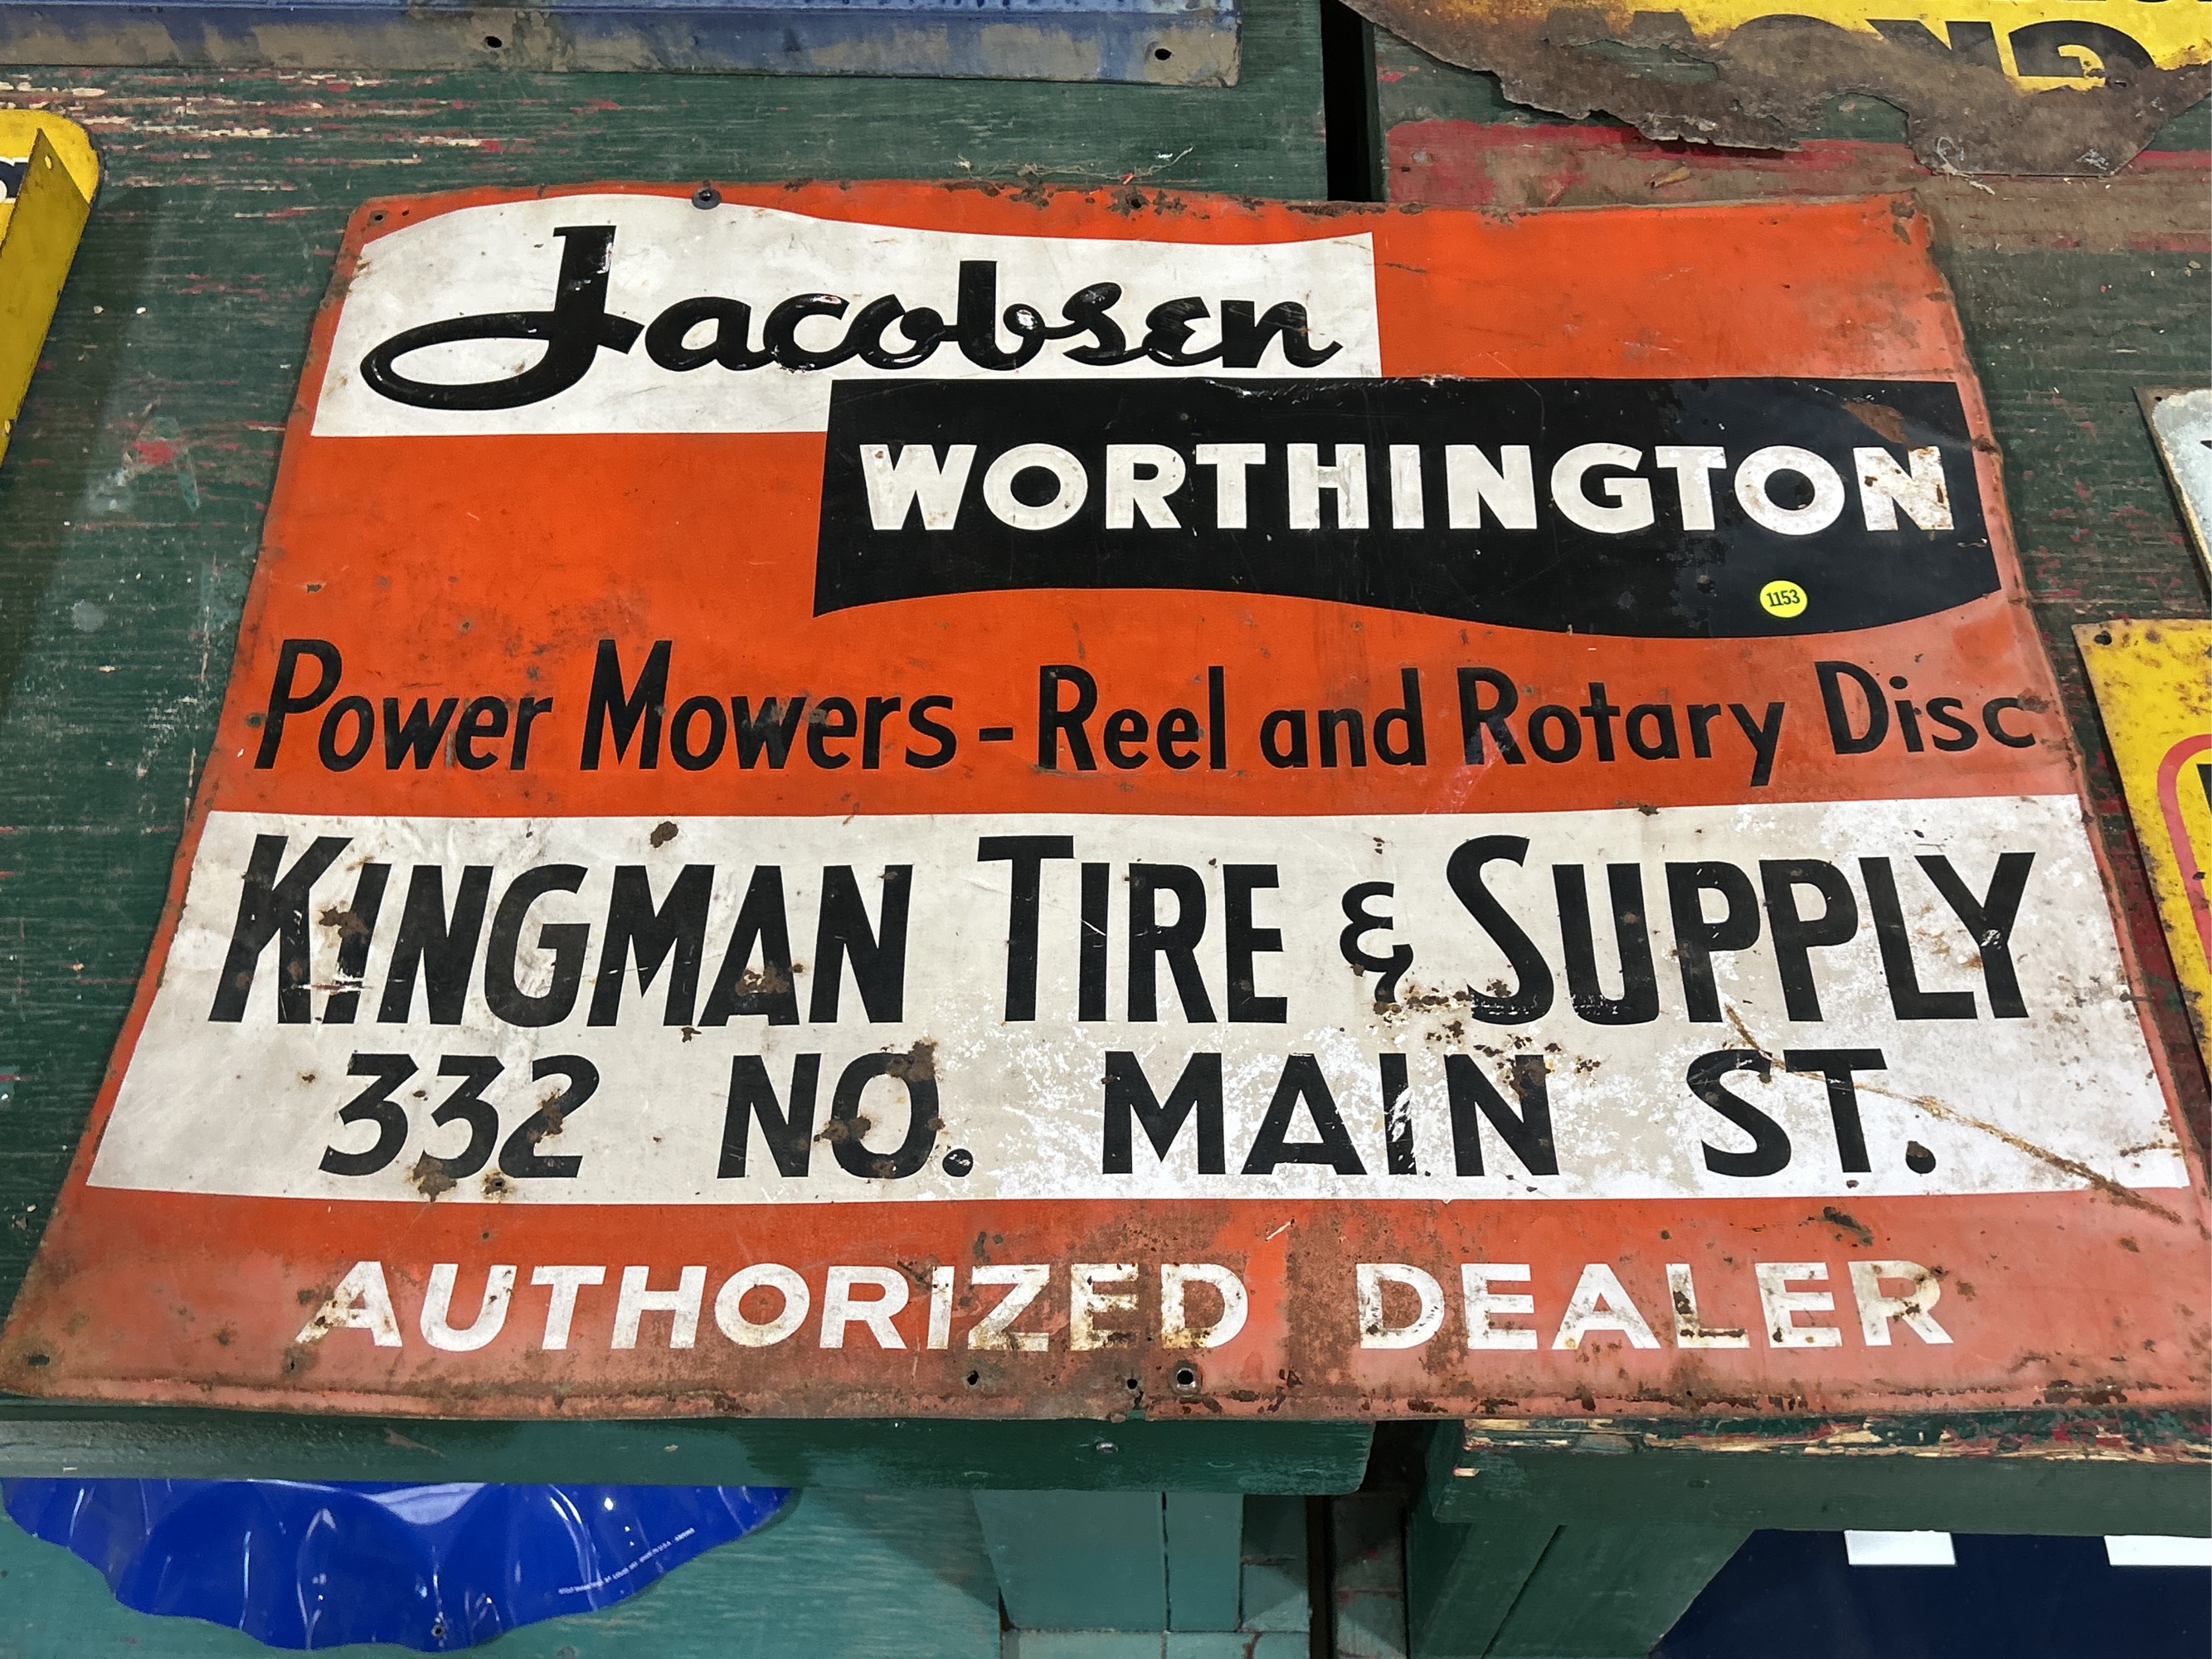 Jacobsen
WORTHINGTON
1153
Power Mowers - Reel and Rotary Disc
KINGMAN TIRE & SUPPLY
332 NO. MAIN ST.
AUTHORIZED DEALER